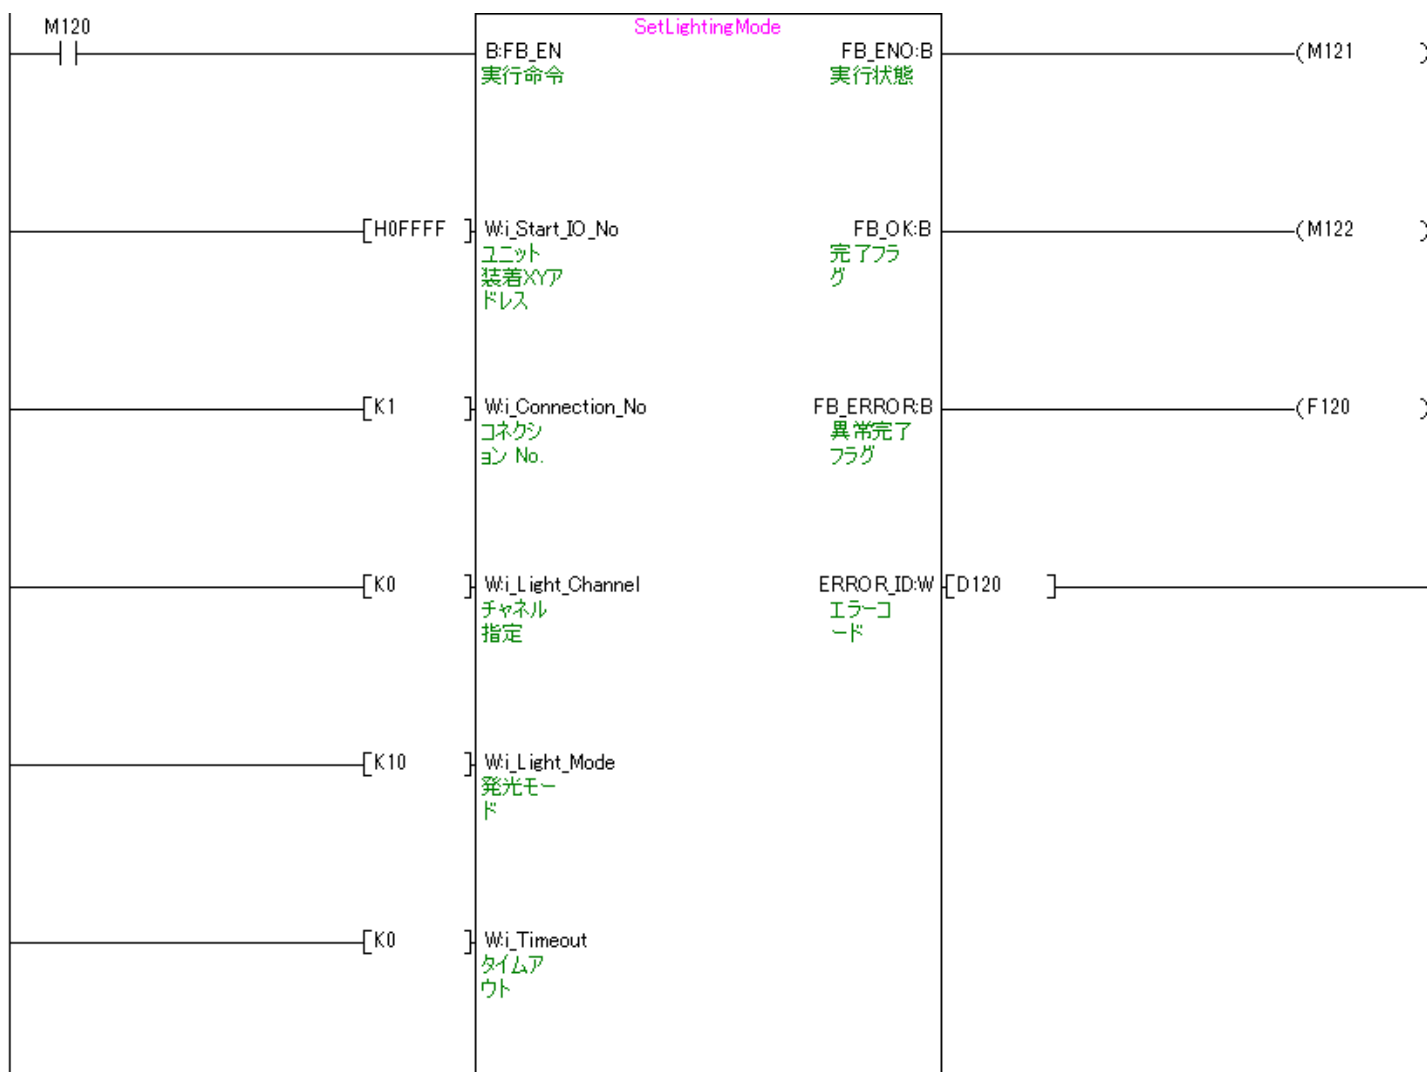 M120
SetLightingMode
B:FB_EN
実行命令
FB_ENO:B
実行状態
(M121 )
[H0FFFF ]
W:i_Start_IO_No
ユニット
装着XYア
ドレス
FB_OK:B
完了フラ
グ
(M122 )
[K1 ]
W:i_Connection_No
コネクシ
ョン No.
FB_ERROR:B
異常完了
フラグ
(F120 )
[K0 ]
W:i_Light_Channel
チャネル
指定
ERROR_ID:W
エラーコ
ード
[D120 ]
[K10 ]
W:i_Light_Mode
発光モー
ド
[K0 ]
W:i_Timeout
タイムア
ウト